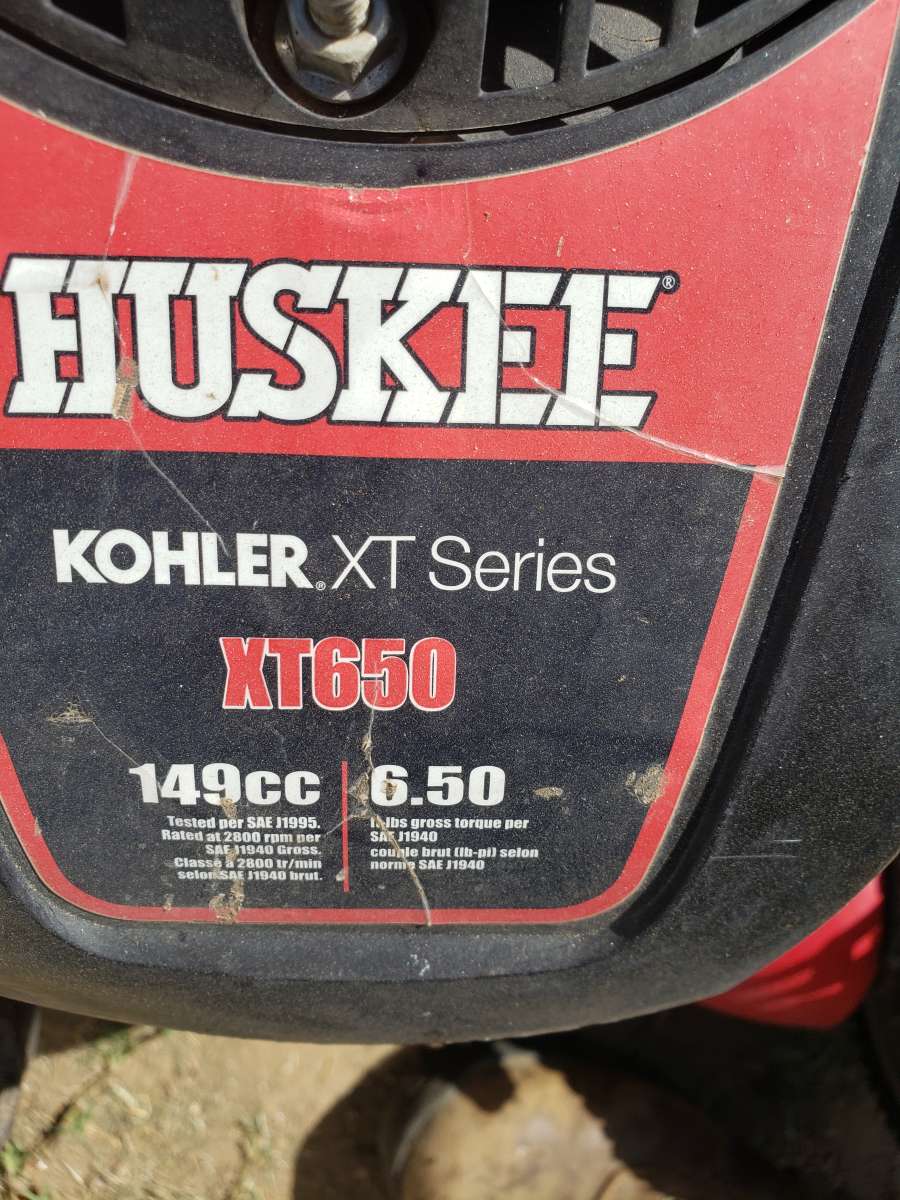 HUSKEE®
KOHLER® XT Series
XT650
149cc
Tested per SAE J1995.
Rated at 2800 rpm per
SAE J1940 Gross.
Classé à 2800 tr/min
selon SAE J1940 brut.
6.50
ft-lbs gross torque per
SAE J1940
couple brut (lb-pi) selon
norme SAE J1940